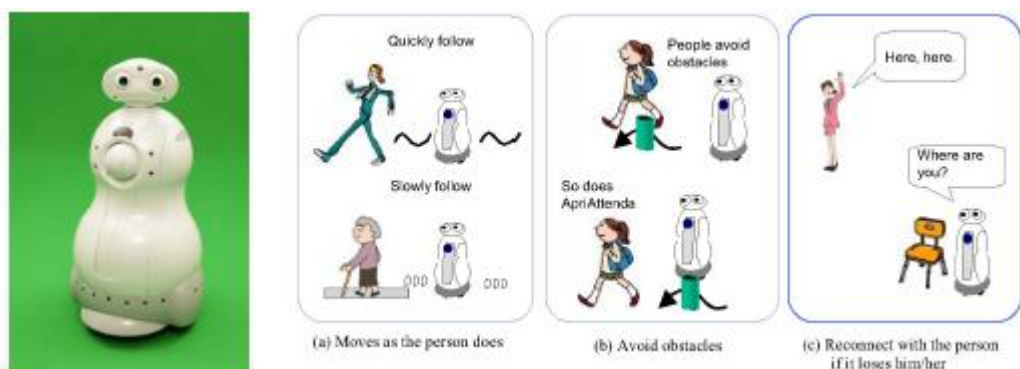 Quickly follow
Slowly follow
(a) Moves as the person does
People avoid
obstacles
So does
ApriAttenda
(b) Avoid obstacles
Here, here.
Where are
you?
(c) Reconnect with the person
if it loses him/her